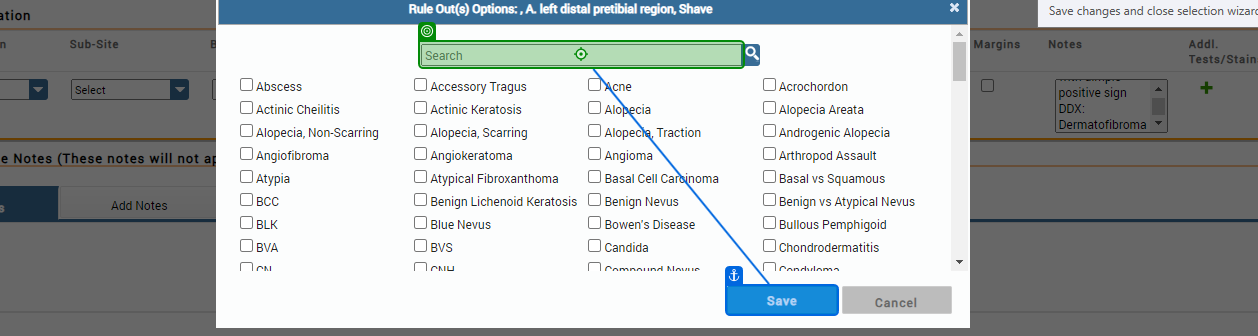 Rule Out(s) Options: , A. left distal pretibial region, Shave
Save changes and close selection wizard
ation
n Sub-Site B Margins Notes Addl. Tests/Stain
Search
Select
positive sign
DDX:
Dermatofibroma
Abscess Accessory Tragus Acne Acrochordon
Actinic Cheilitis Actinic Keratosis Alopecia Alopecia Areata
Alopecia, Non-Scarring Alopecia, Scarring Alopecia, Traction Androgenic Alopecia
e Notes (These notes will not ap
Angiofibroma Angiokeratoma Angioma Arthropod Assault
Atypia Atypical Fibroxanthoma Basal Cell Carcinoma Basal vs Squamous
s Add Notes
BCC Benign Lichenoid Keratosis Benign Nevus Benign vs Atypical Nevus
BLK Blue Nevus Bowen's Disease Bullous Pemphigoid
BVA BVS Candida Chondrodermatitis
CN CNH Compound Nevus Condyloma
Save Cancel